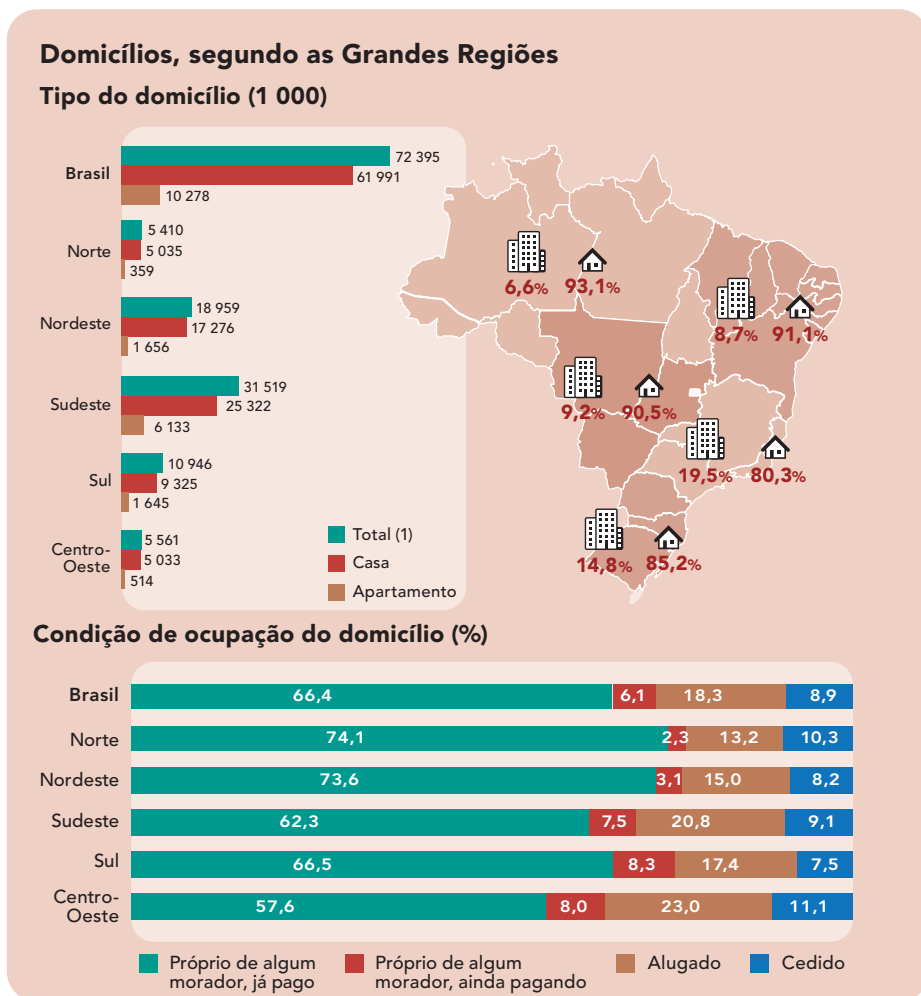 Domicílios, segundo as Grandes Regiões
Tipo do domicílio (1 000)
Brasil
72 395
61 991
10 278
Norte
5 410
5 035
359
Nordeste
18 959
17 276
1 656
Sudeste
31 519
25 322
6 133
Sul
10 946
9 325
1 645
Centro-
Oeste
5 561
5 033
514
Total (1)
Casa
Apartamento
6,6% 93,1%
8,7% 91,1%
9,2% 90,5%
19,5% 80,3%
14,8% 85,2%
Condição de ocupação do domicílio (%)
Brasil 66,4 6,1 18,3 8,9
Norte 74,1 2,3 13,2 10,3
Nordeste 73,6 3,1 15,0 8,2
Sudeste 62,3 7,5 20,8 9,1
Sul 66,5 8,3 17,4 7,5
Centro-
Oeste 57,6 8,0 23,0 11,1
Próprio de algum
morador, já pago
Próprio de algum
morador, ainda pagando
Alugado
Cedido